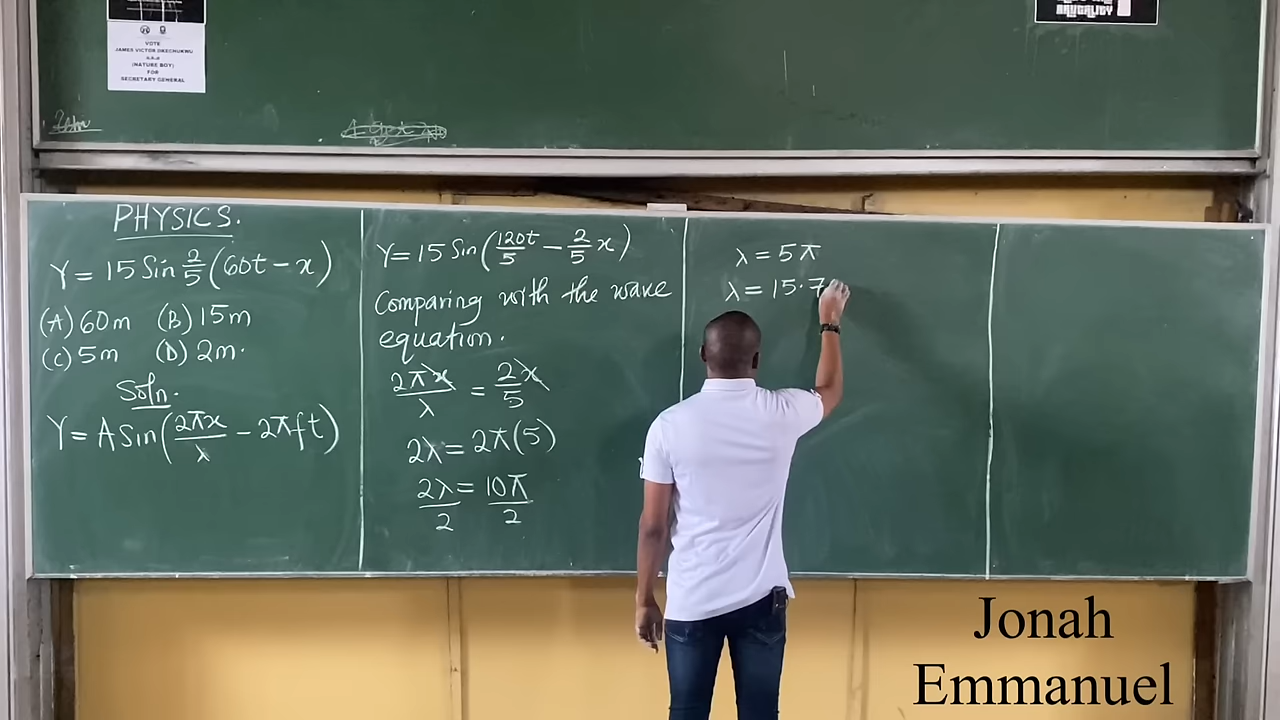 BRUTALITY
VOTE
JAMES VICTOR OKECHUKWU
a.k.a
(NATURE BOY)
FOR
SECRETARY GENERAL
PHYSICS.
Y = 15 Sin 2/5 (60t - x)
(A) 60m (B) 15m
(C) 5m (D) 2m.
Soln.
Y = A Sin(2πx/λ - 2πft)
Y = 15 Sin(120t/5 - 2/5 x)
Comparing with the wave
equation.
2πx/λ = 2x/5
2λ = 2π(5)
2λ/2 = 10π/2
λ = 5π
λ = 15.7
Jonah
Emmanuel